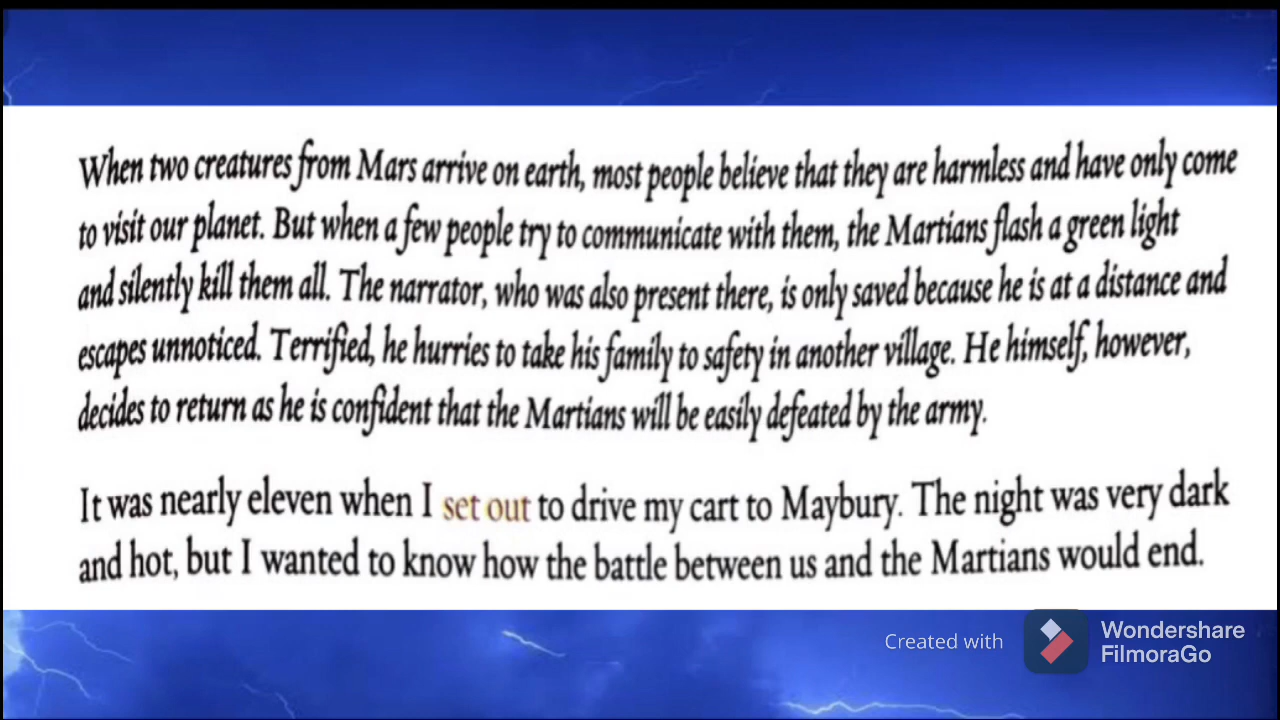 When two creatures from Mars arrive on earth, most people believe that they are harmless and have only come
to visit our planet. But when a few people try to communicate with them, the Martians flash a green light
and silently kill them all. The narrator, who was also present there, is only saved because he is at a distance and
escapes unnoticed. Terrified, he hurries to take his family to safety in another village. He himself, however,
decides to return as he is confident that the Martians will be easily defeated by the army.
It was nearly eleven when I set out to drive my cart to Maybury. The night was very dark
and hot, but I wanted to know how the battle between us and the Martians would end.
Created with
Wondershare
FilmoraGo